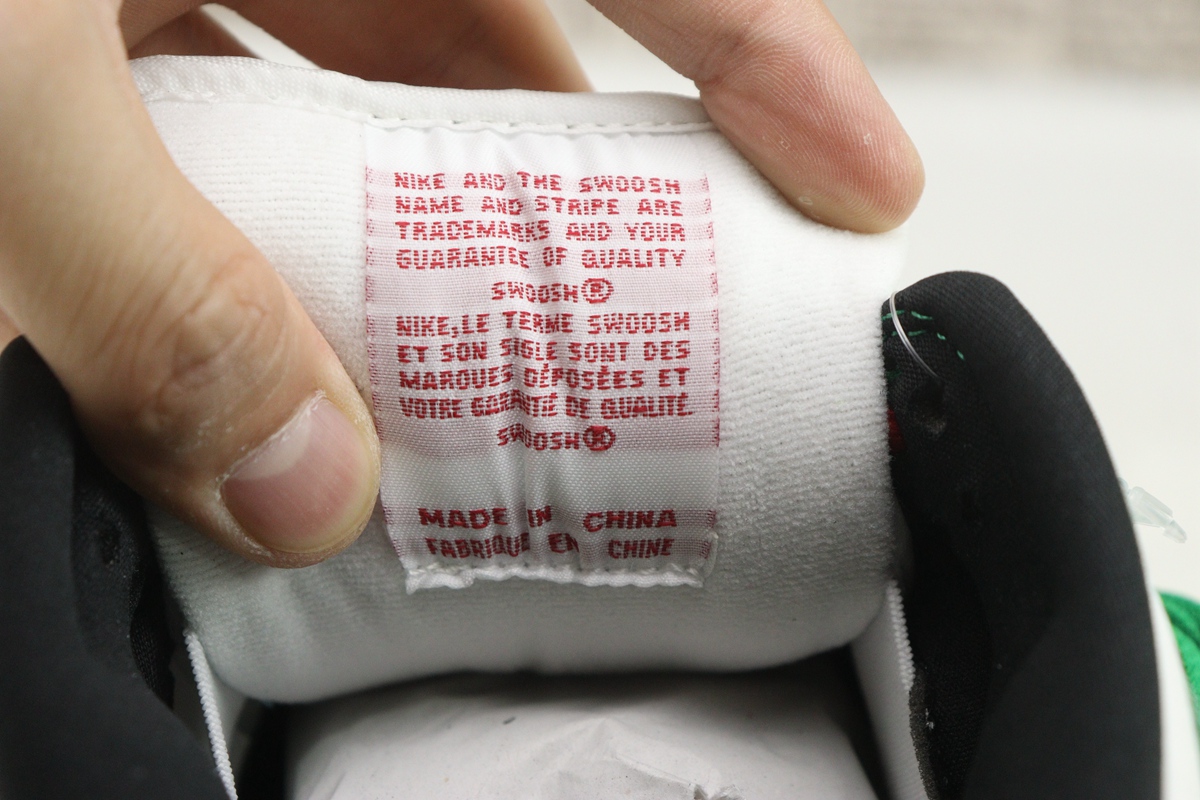 NIKE AND THE SWOOSH
NAME AND STRIPE ARE
TRADEMARKS AND YOUR
GUARANTEE OF QUALITY
SWOOSH®
NIKE, LE TERME SWOOSH
ET SON SIGLE SONT DES
MARQUES DÉPOSÉES ET
VOTRE GARANTIÉ DE QUALITÉ.
SWOOSH®
MADE IN CHINA
FABRIQUE EN CHINE